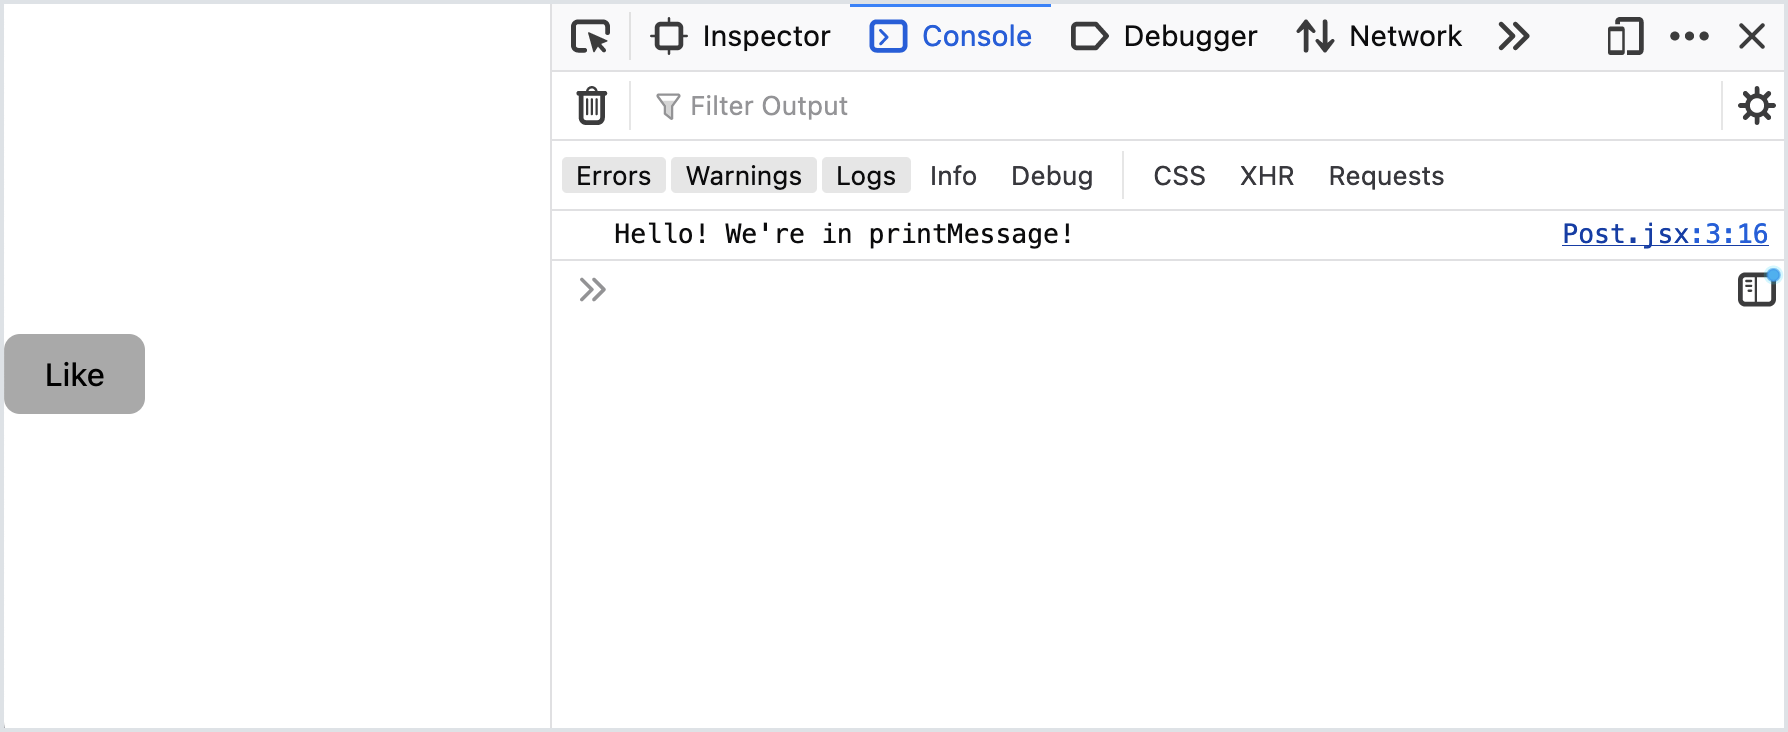 Inspector Console Debugger Network
Filter Output
Errors Warnings Logs Info Debug CSS XHR Requests
Hello! We're in printMessage! Post.jsx:3:16
Like